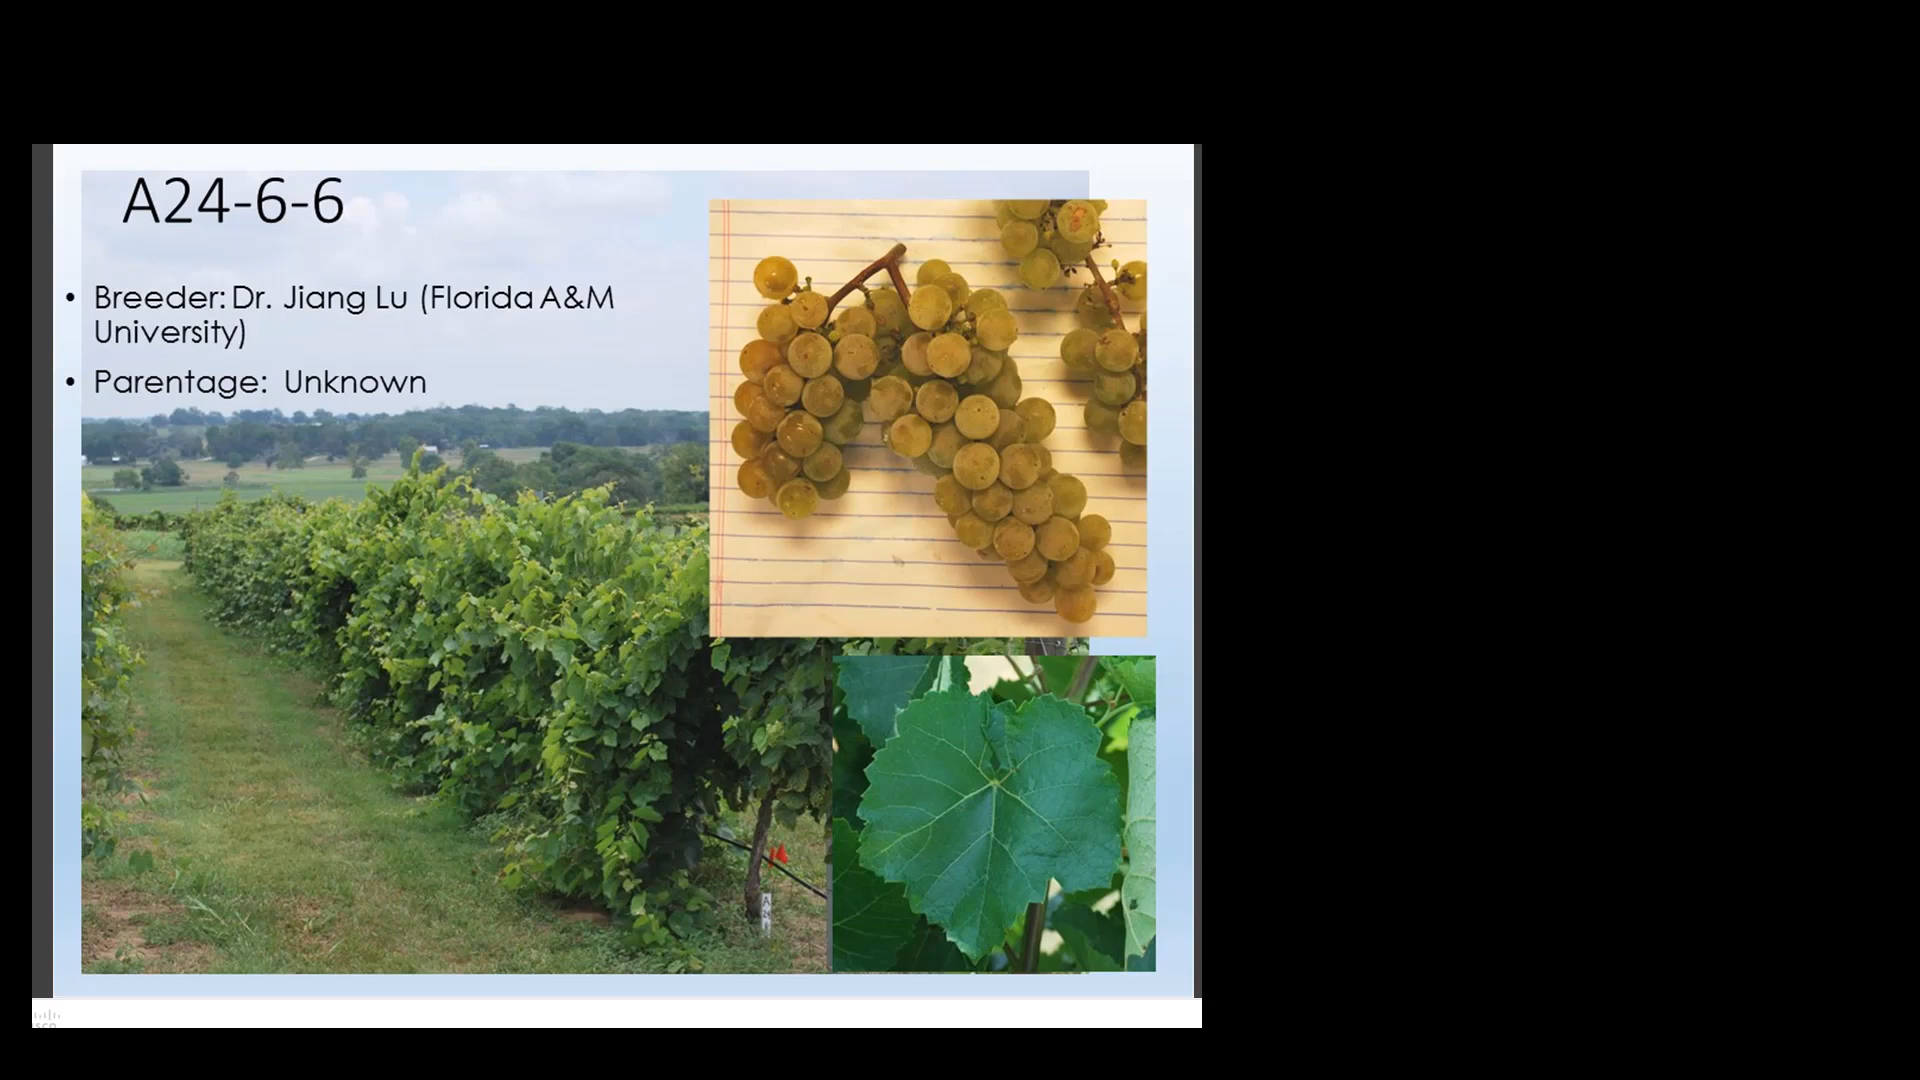 A24-6-6
• Breeder: Dr. Jiang Lu (Florida A&M
University)
• Parentage: Unknown